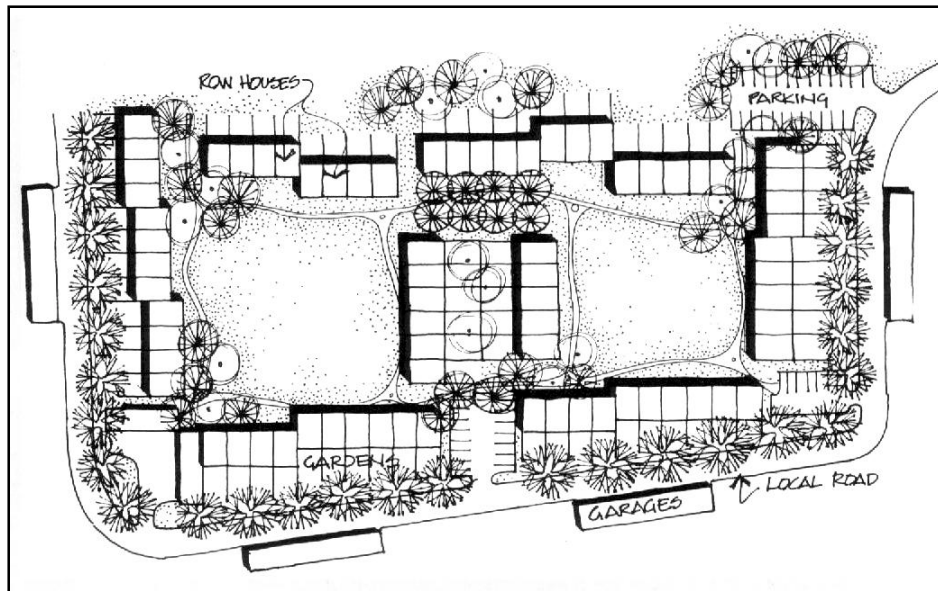 ROW HOUSES
PARKING
GARDENS
LOCAL ROAD
GARAGES